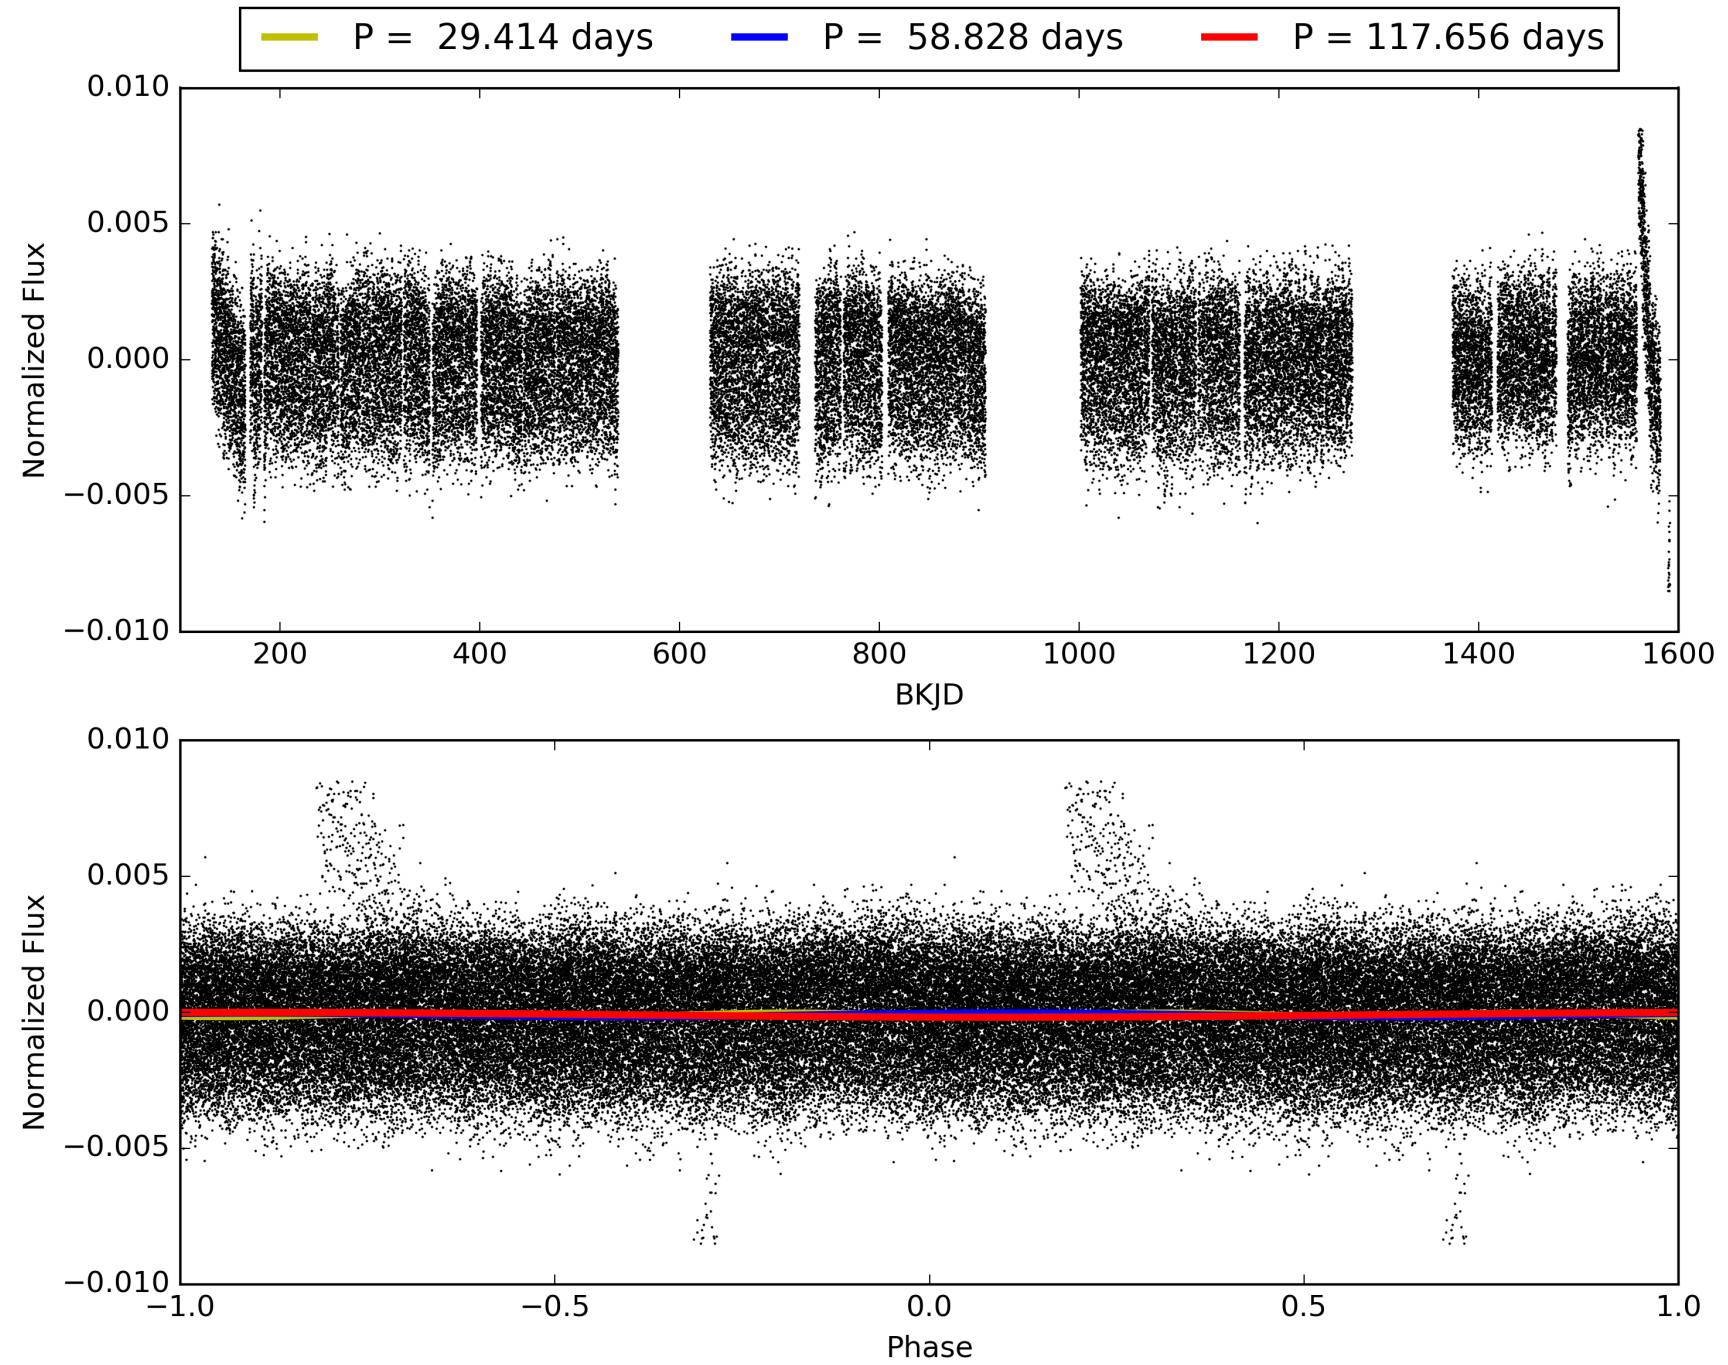 P = 29.414 days P = 58.828 days P = 117.656 days
0.010
0.005
0.000
−0.005
−0.010
Normalized Flux
200 400 600 800 1000 1200 1400 1600
BKJD
0.010
0.005
0.000
−0.005
−0.010
Normalized Flux
−1.0 −0.5 0.0 0.5 1.0
Phase